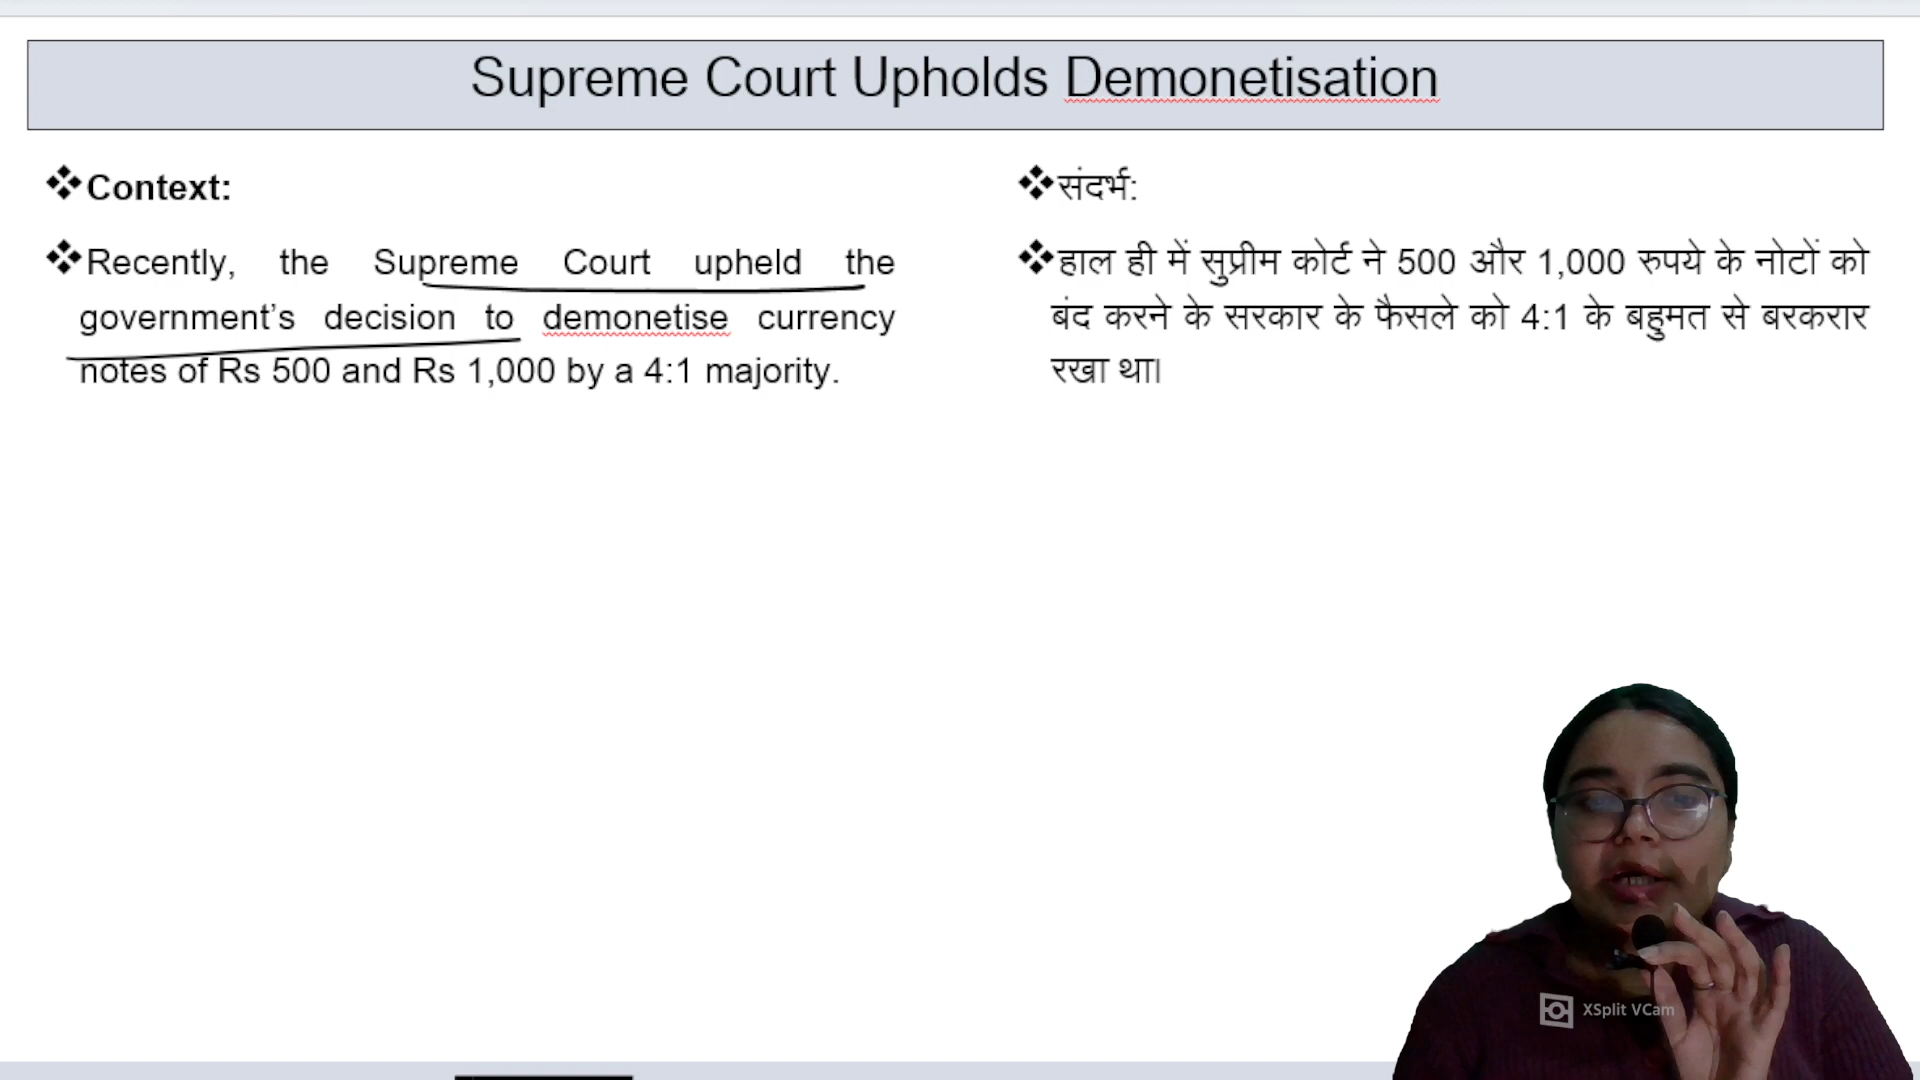 Supreme Court Upholds Demonetisation
❖Context:
❖Recently, the Supreme Court upheld the
government’s decision to demonetise currency
notes of Rs 500 and Rs 1,000 by a 4:1 majority.
❖संदर्भ:
❖हाल ही में सुप्रीम कोर्ट ने 500 और 1,000 रुपये के नोटों को
बंद करने के सरकार के फैसले को 4:1 के बहुमत से बरकरार
रखा था।
XSplit VCam